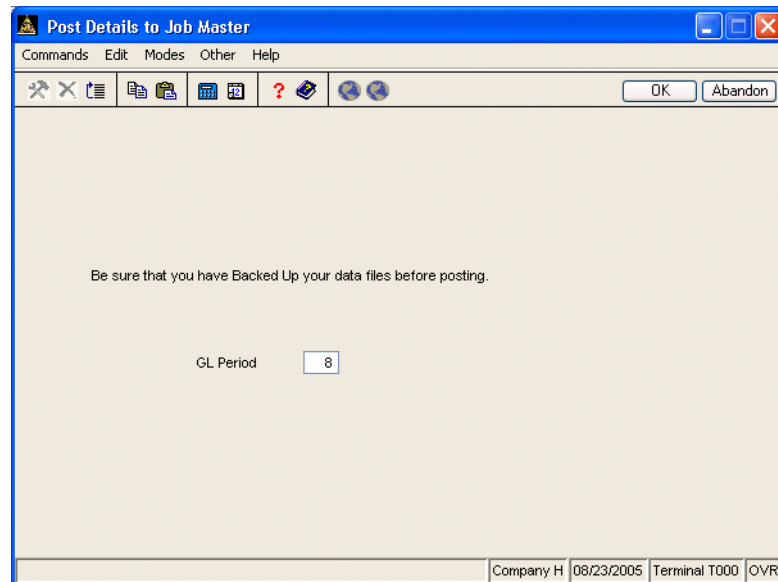 Post Details to Job Master
Commands Edit Modes Other Help
12 ? OK Abandon
Be sure that you have Backed Up your data files before posting.
GL Period 8
Company H 08/23/2005 Terminal T000 OVR